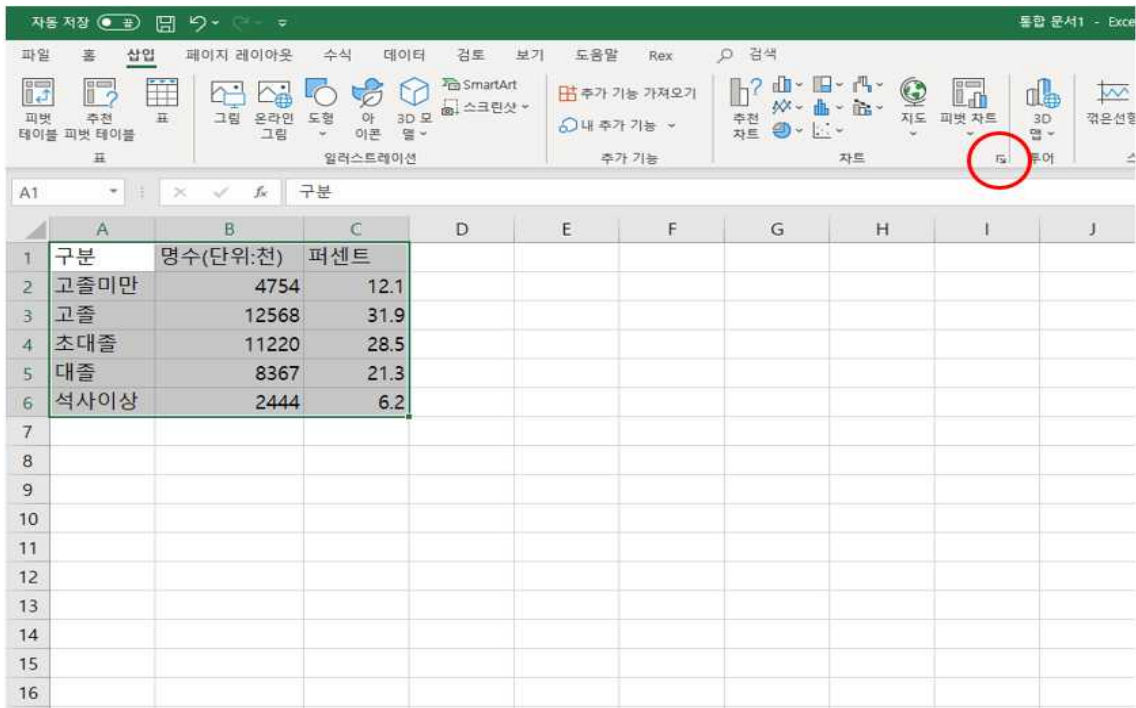 자동 저장 끔 통합 문서1 - Exce
파일 홈 삽입 페이지 레이아웃 수식 데이터 검토 보기 도움말 Rex 검색
피벗 테이블
추천 피벗 테이블
표
그림
온라인 그림
도형
아이콘
3D 모델
SmartArt
스크린샷
추가 기능 가져오기
내 추가 기능
추천 차트
지도
피벗 차트
3D 맵
꺾은선형
표 일러스트레이션 추가 기능 차트 투어
A1 fx 구분
A B C D E F G H I J
1 구분 명수(단위:천) 퍼센트
2 고졸미만 4754 12.1
3 고졸 12568 31.9
4 초대졸 11220 28.5
5 대졸 8367 21.3
6 석사이상 2444 6.2
7
8
9
10
11
12
13
14
15
16